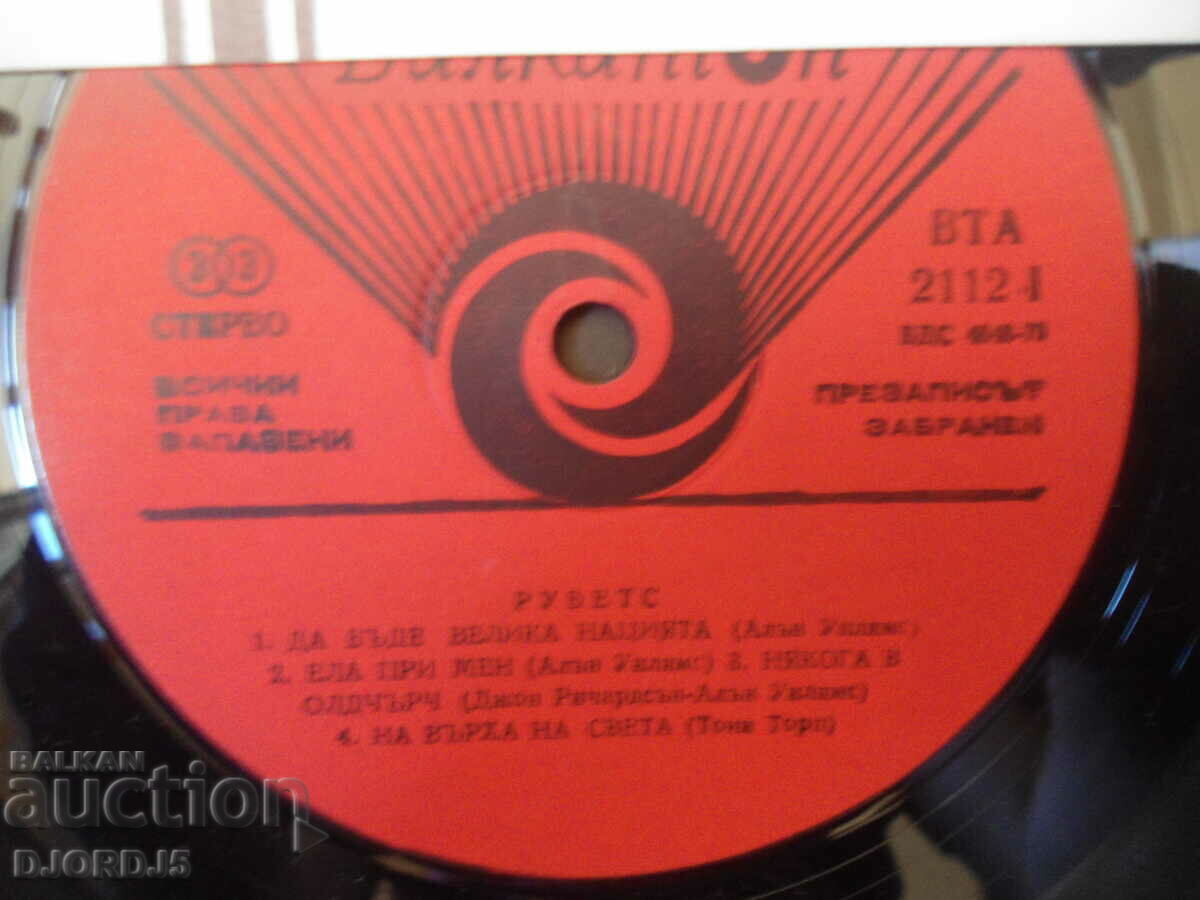 Балкантон
33
СТЕРЕО
ВСИЧКИ
ПРАВА
ЗАПАЗЕНИ
ВТА
2112-I
БДС
ПРЕЗАПИСЪТ
ЗАБРАНЕН
РУБЕТС
1. ДА БЪДЕ ВЕЛИКА НАЦИЯТА (Алън Уилямс)
2. ЕЛА ПРИ МЕН (Алън Уилямс) 3. НЯКОГА В
ОЛДЧЪРЧ (Джон Ричардсън-Алън Уилямс)
4. НА ВЪРХА НА СВЕТА (Тони Торп)
BALKAN
auction
DJORDJ5